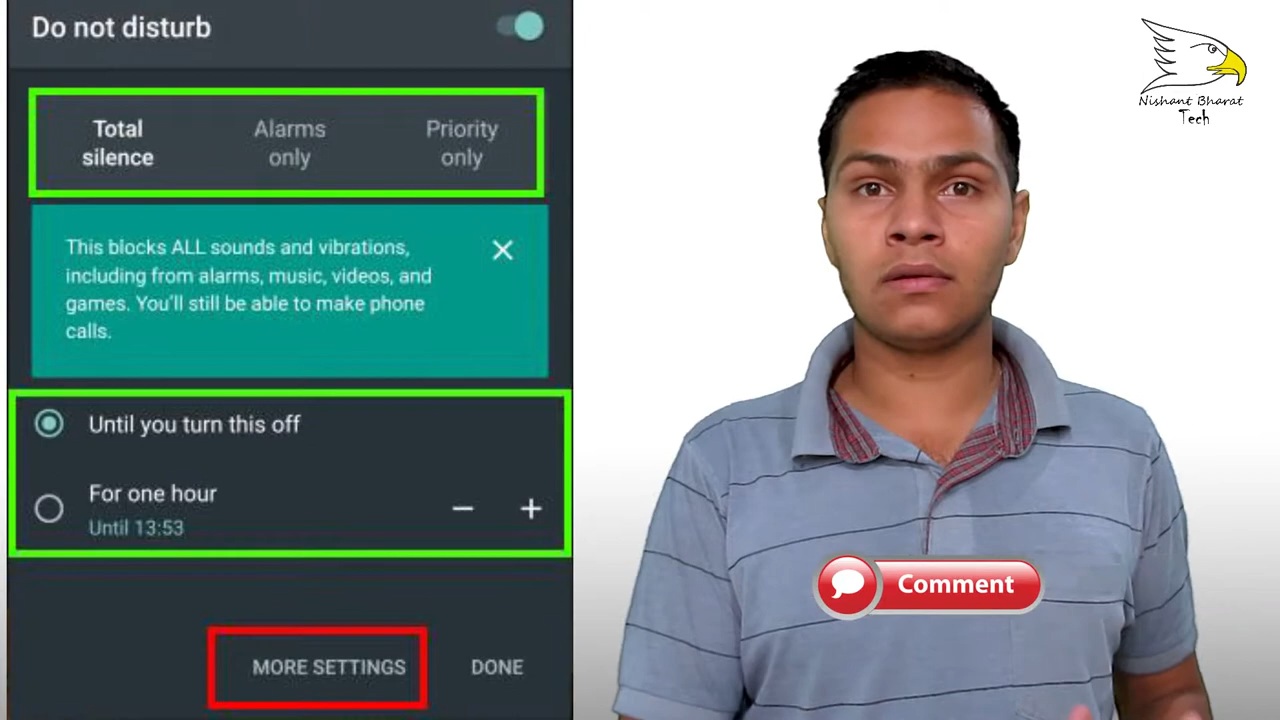 Do not disturb
Total silence
Alarms only
Priority only
This blocks ALL sounds and vibrations,
including from alarms, music, videos, and
games. You'll still be able to make phone
calls.
Until you turn this off
For one hour
Until 13:53
MORE SETTINGS
DONE
Nishant Bharat
Tech
Comment